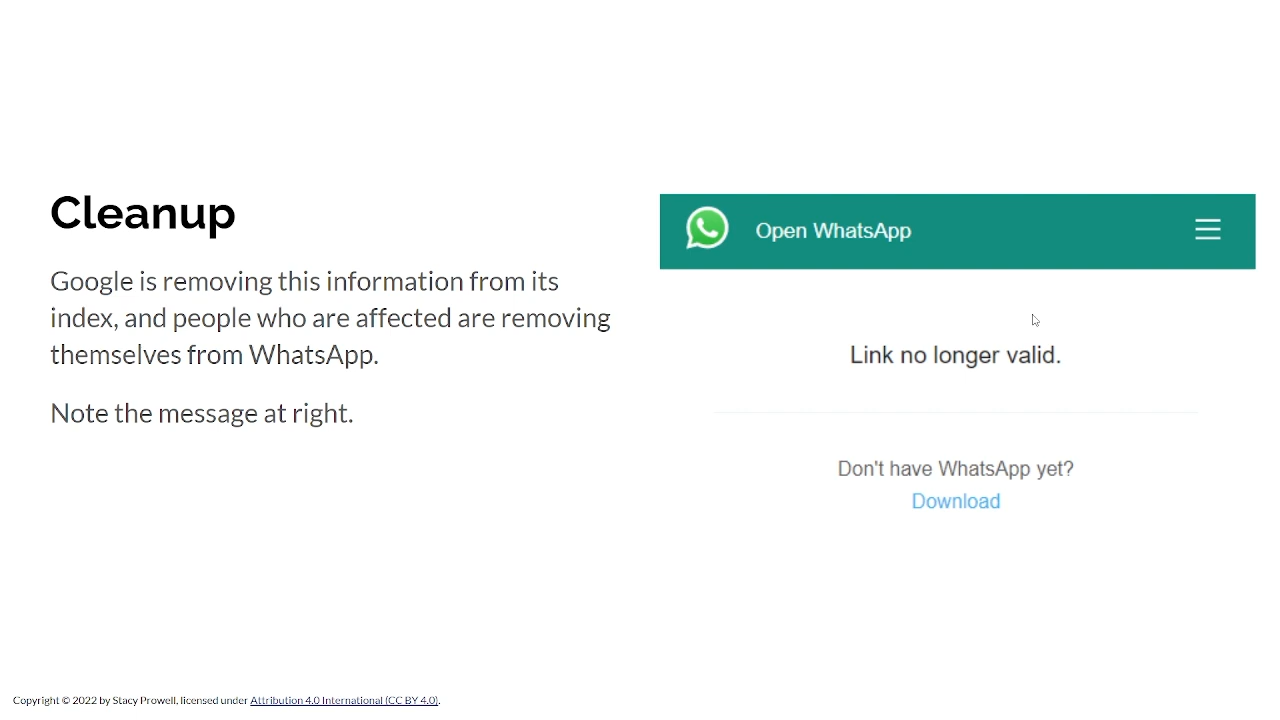 Cleanup
Google is removing this information from its
index, and people who are affected are removing
themselves from WhatsApp.
Note the message at right.
Open WhatsApp
Link no longer valid.
Don't have WhatsApp yet?
Download
Copyright © 2022 by Stacy Prowell, licensed under Attribution 4.0 International (CC BY 4.0).